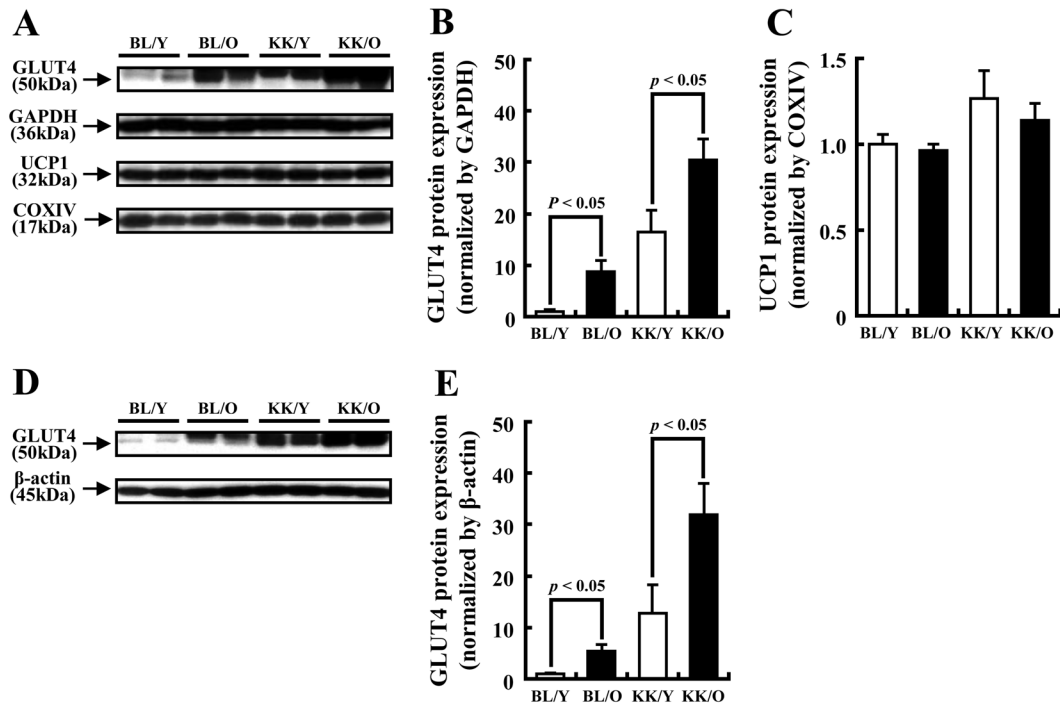 A
BL/Y BL/O KK/Y KK/O
GLUT4
(50kDa)
GAPDH
(36kDa)
UCP1
(32kDa)
COXIV
(17kDa)
B
GLUT4 protein expression
(normalized by GAPDH)
50
40
30
20
10
0
P < 0.05
p < 0.05
BL/Y BL/O KK/Y KK/O
C
UCP1 protein expression
(normalized by COXIV)
1.5
1.0
0.5
0
BL/Y BL/O KK/Y KK/O
D
BL/Y BL/O KK/Y KK/O
GLUT4
(50kDa)
β-actin
(45kDa)
E
GLUT4 protein expression
(normalized by β-actin)
50
40
30
20
10
0
p < 0.05
p < 0.05
BL/Y BL/O KK/Y KK/O